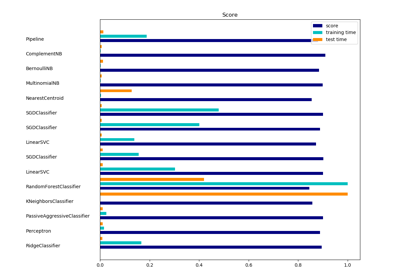 Score
score
training time
test time
Pipeline
ComplementNB
BernoulliNB
MultinomialNB
NearestCentroid
SGDClassifier
SGDClassifier
LinearSVC
SGDClassifier
LinearSVC
RandomForestClassifier
KNeighborsClassifier
PassiveAggressiveClassifier
Perceptron
RidgeClassifier
0.0 0.2 0.4 0.6 0.8 1.0